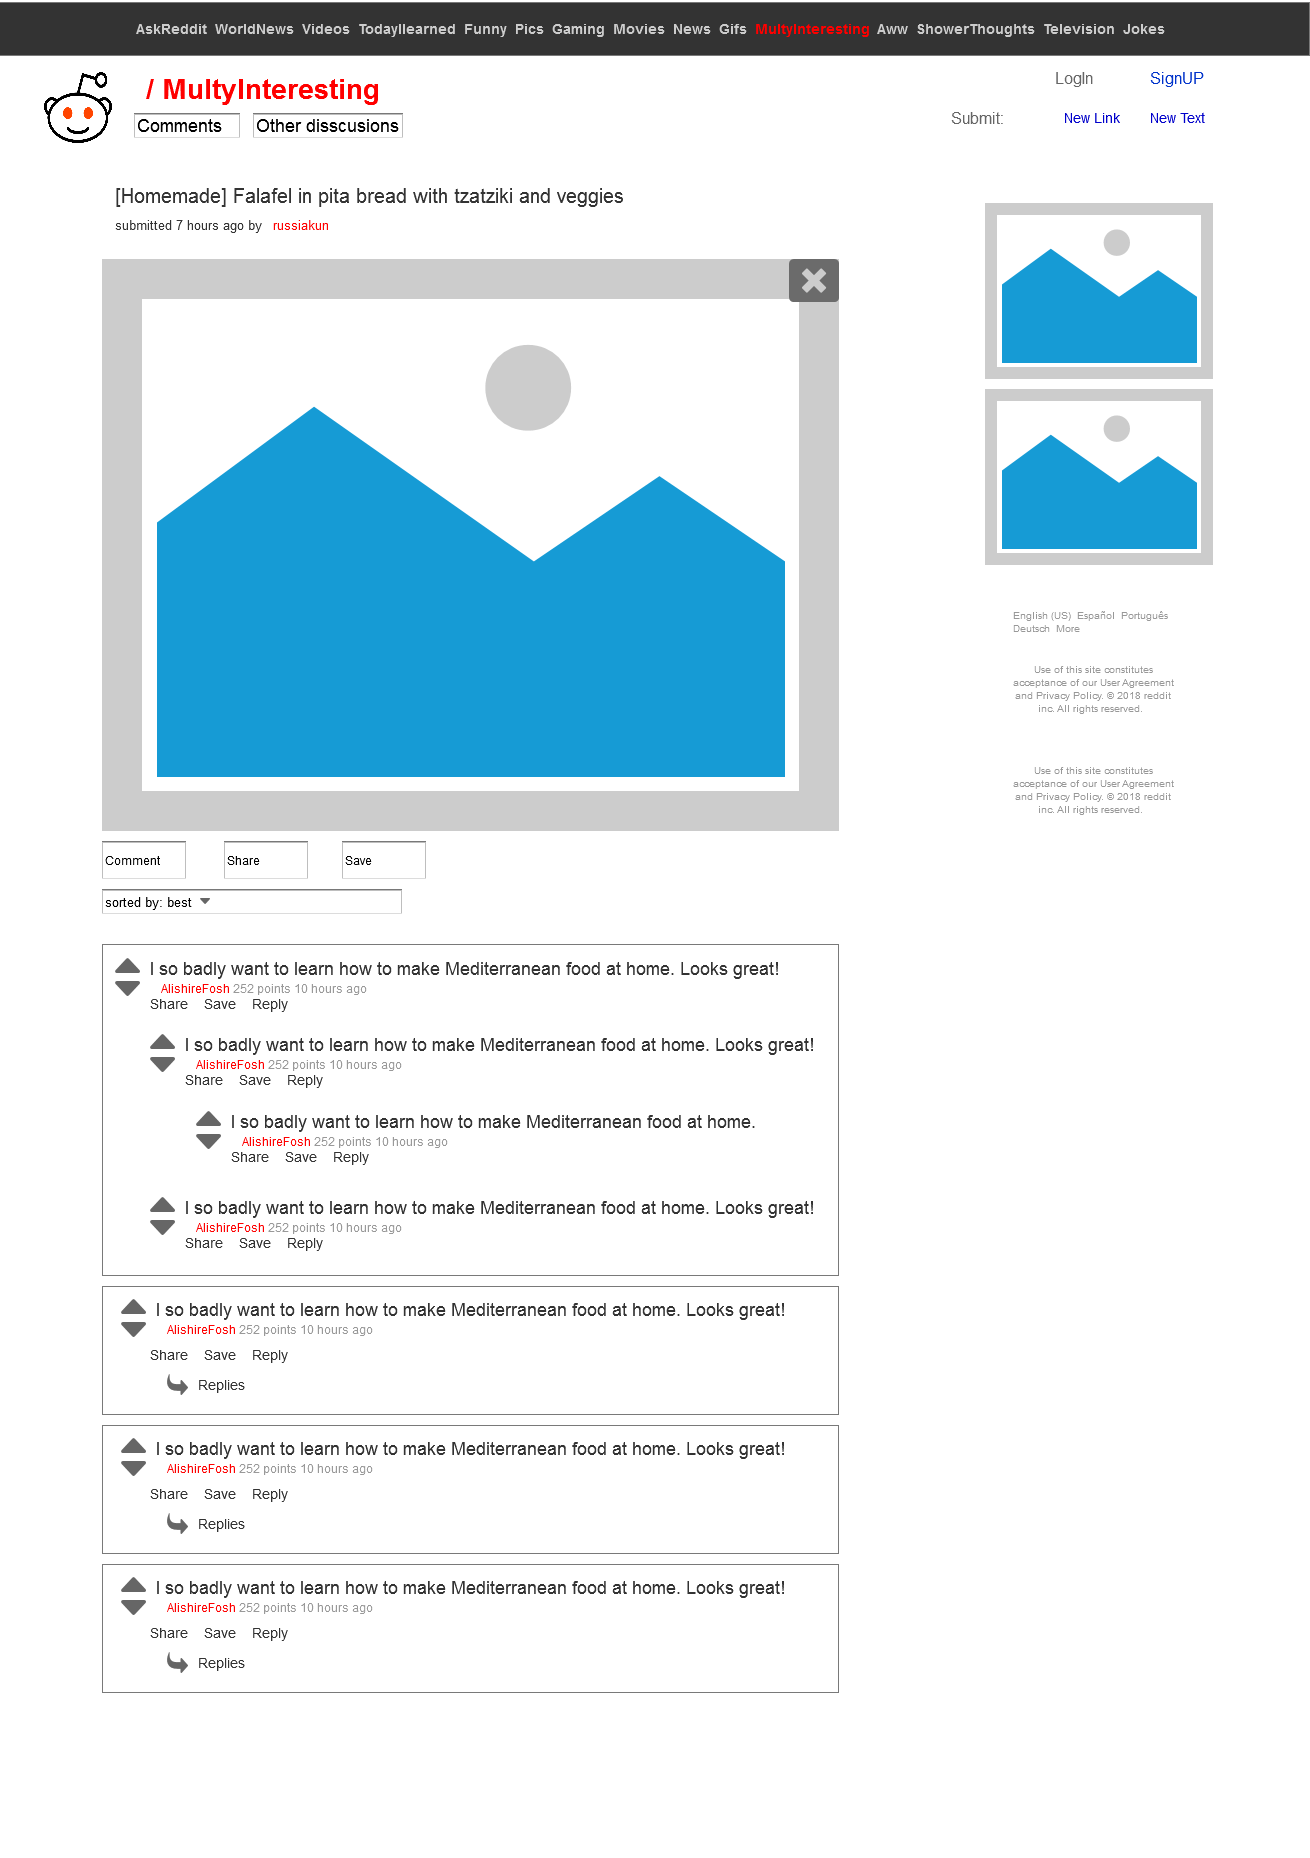 AskReddit WorldNews Videos Todayllearned Funny Pics Gaming Movies News Gifs MultyInteresting Aww ShowerThoughts Television Jokes
/ MultyInteresting
LogIn SignUP
Comments Other disscusions
Submit: New Link New Text
[Homemade] Falafel in pita bread with tzatziki and veggies
submitted 7 hours ago by russiakun
English (US) Español Português
Deutsch More
Use of this site constitutes
acceptance of our User Agreement
and Privacy Policy. © 2018 reddit
inc. All rights reserved.
Use of this site constitutes
acceptance of our User Agreement
and Privacy Policy. © 2018 reddit
inc. All rights reserved.
Comment Share Save
sorted by: best
I so badly want to learn how to make Mediterranean food at home. Looks great!
AlishireFosh 252 points 10 hours ago
Share Save Reply
I so badly want to learn how to make Mediterranean food at home. Looks great!
AlishireFosh 252 points 10 hours ago
Share Save Reply
I so badly want to learn how to make Mediterranean food at home.
AlishireFosh 252 points 10 hours ago
Share Save Reply
I so badly want to learn how to make Mediterranean food at home. Looks great!
AlishireFosh 252 points 10 hours ago
Share Save Reply
I so badly want to learn how to make Mediterranean food at home. Looks great!
AlishireFosh 252 points 10 hours ago
Share Save Reply
Replies
I so badly want to learn how to make Mediterranean food at home. Looks great!
AlishireFosh 252 points 10 hours ago
Share Save Reply
Replies
I so badly want to learn how to make Mediterranean food at home. Looks great!
AlishireFosh 252 points 10 hours ago
Share Save Reply
Replies